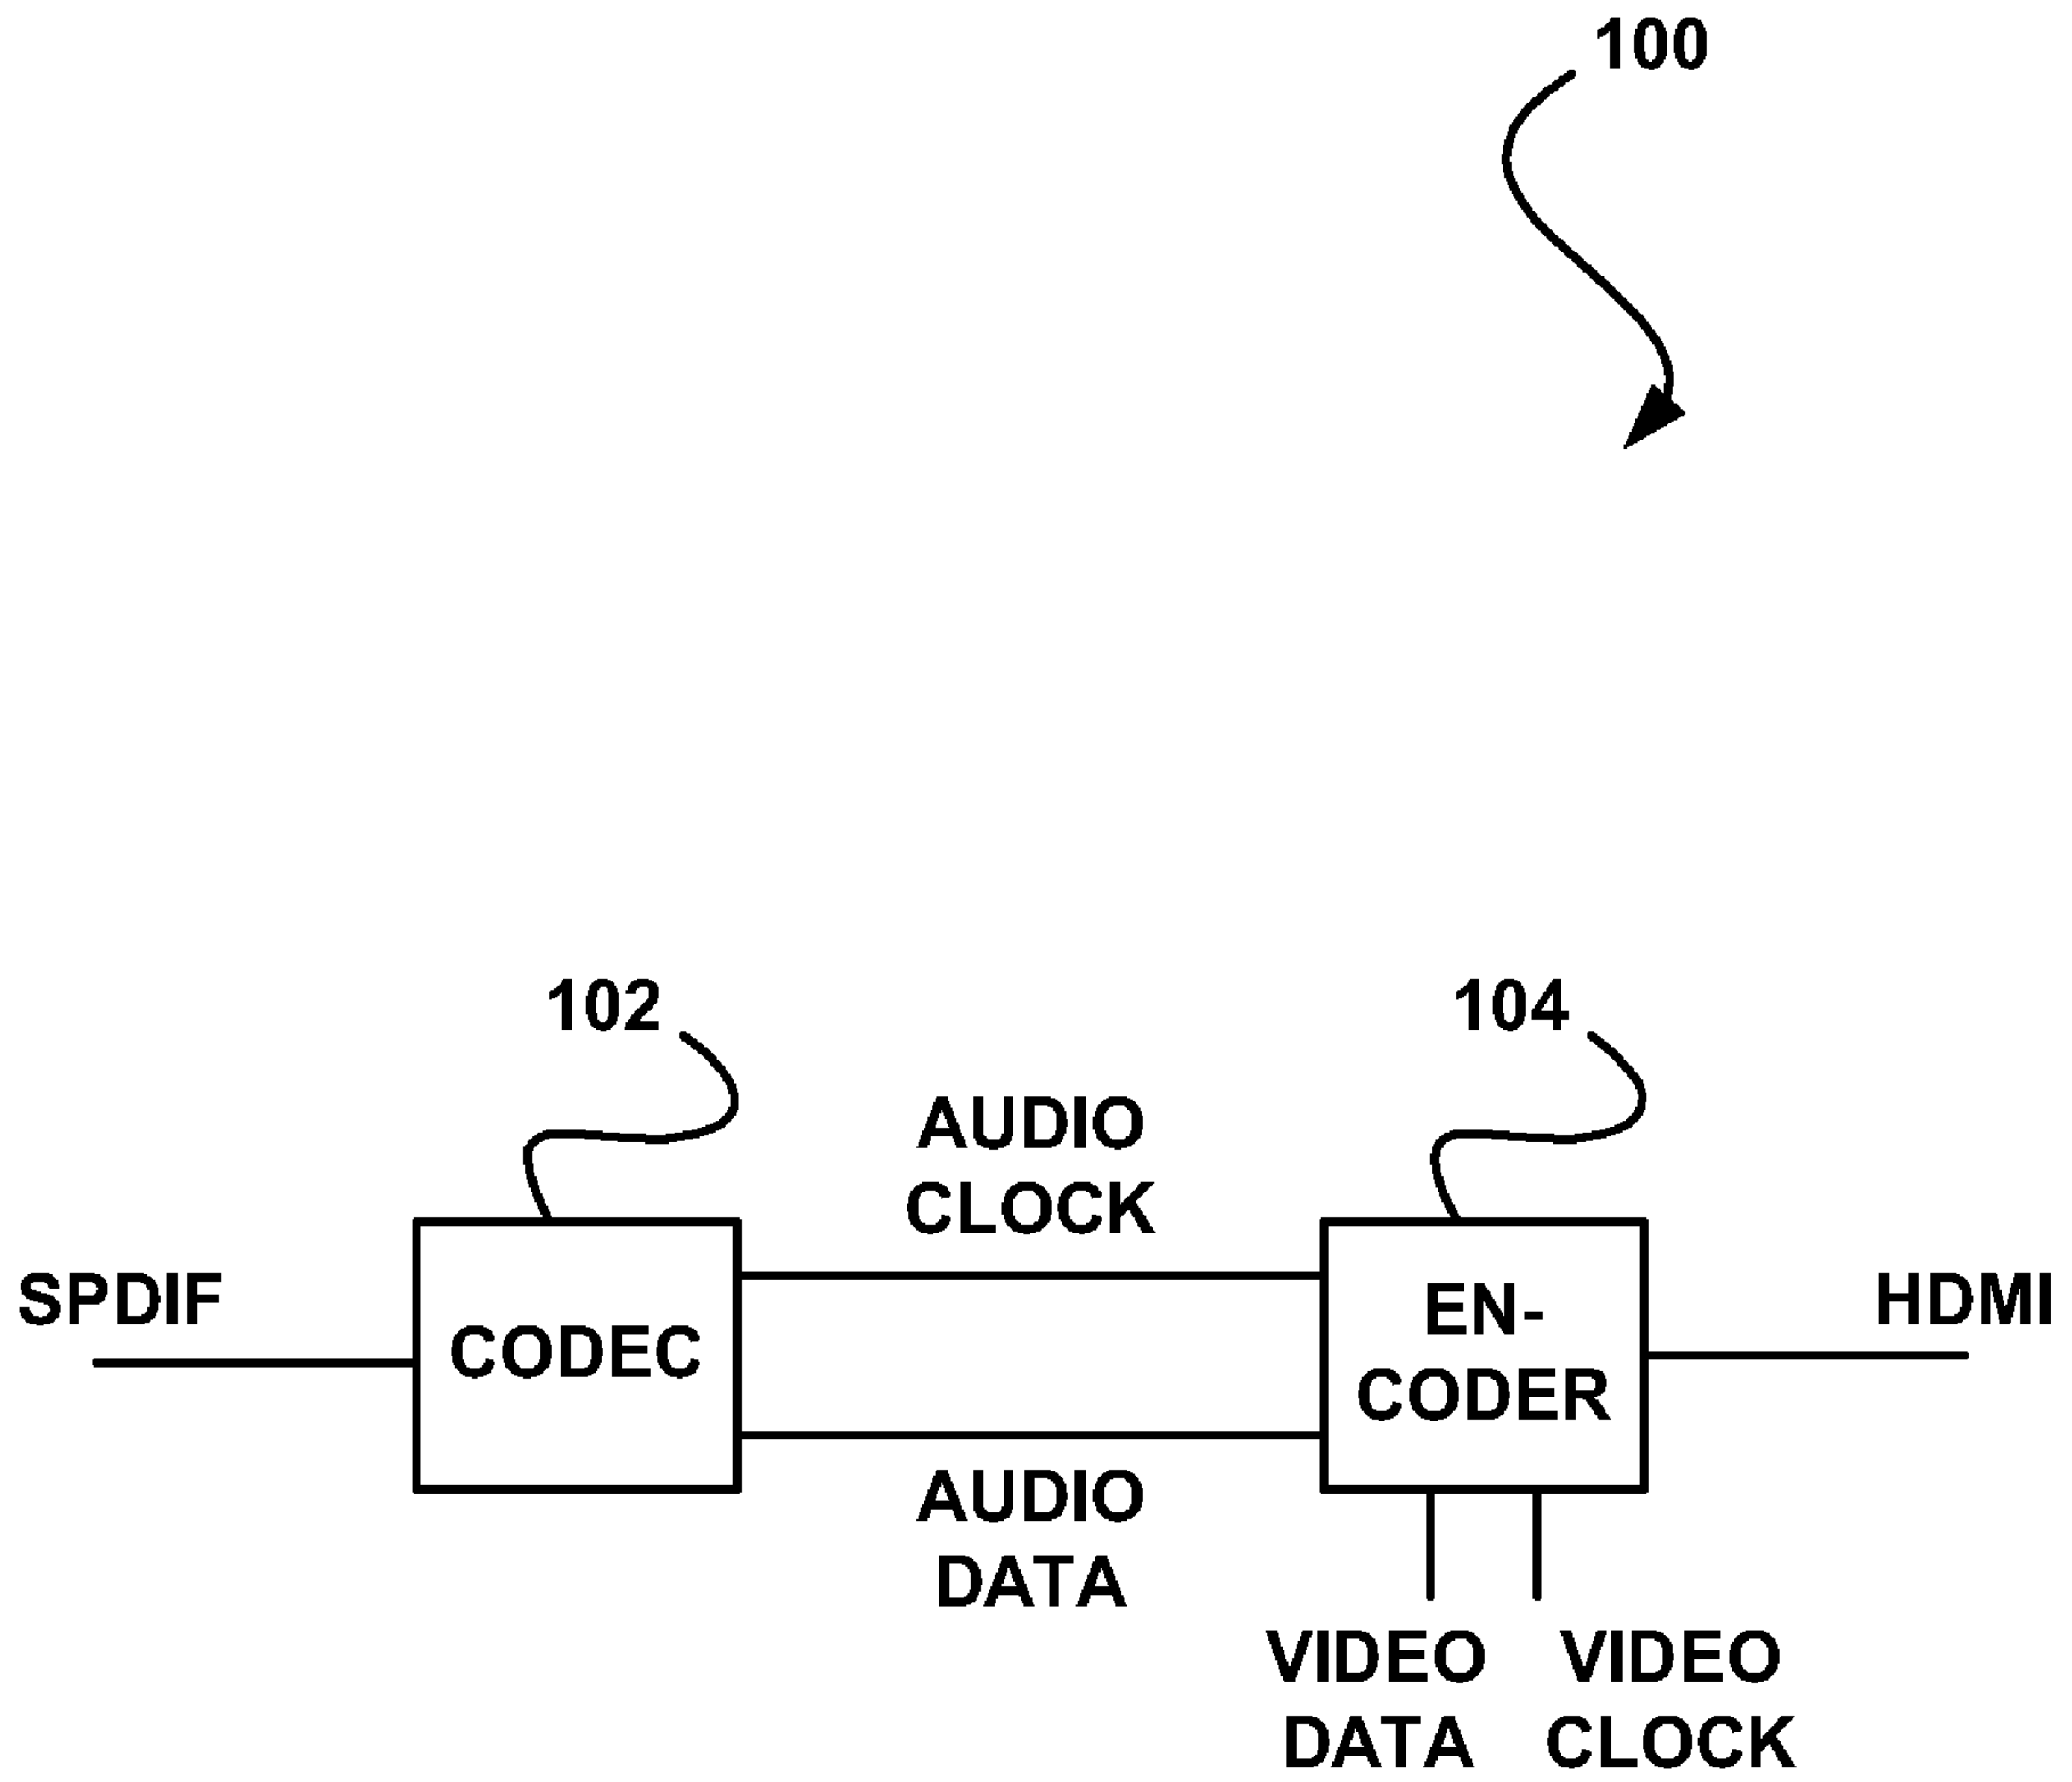 100
102
104
AUDIO
CLOCK
SPDIF
CODEC
EN-
CODER
HDMI
AUDIO
DATA
VIDEO
DATA
VIDEO
CLOCK